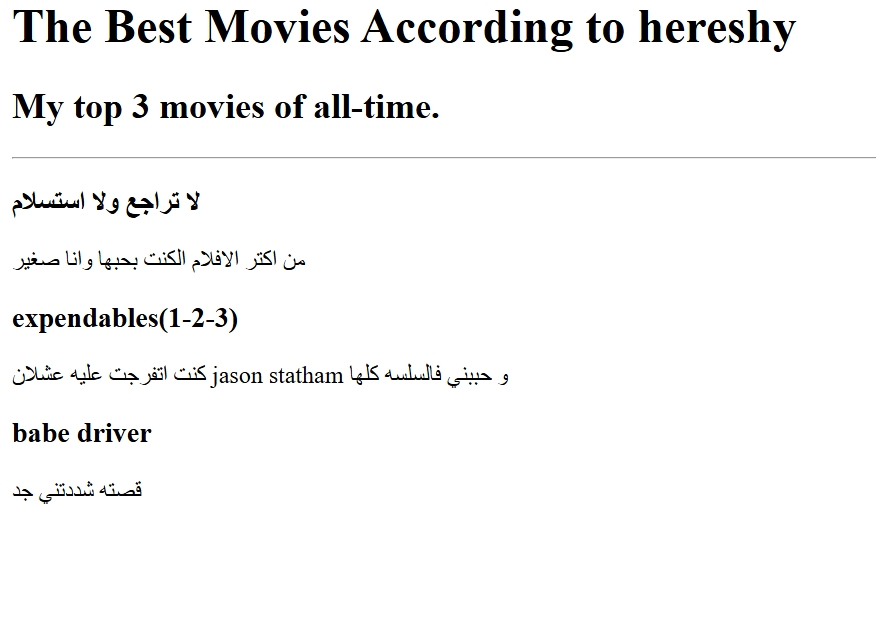 The Best Movies According to hereshy
My top 3 movies of all-time.
لا تراجع ولا استسلام
من اكتر الافلام الكنت بحبها وانا صغير
expendables(1-2-3)
كنت اتفرجت عليه عشلان jason statham و حببني فالسلسه كلها
babe driver
قصته شددتني جد